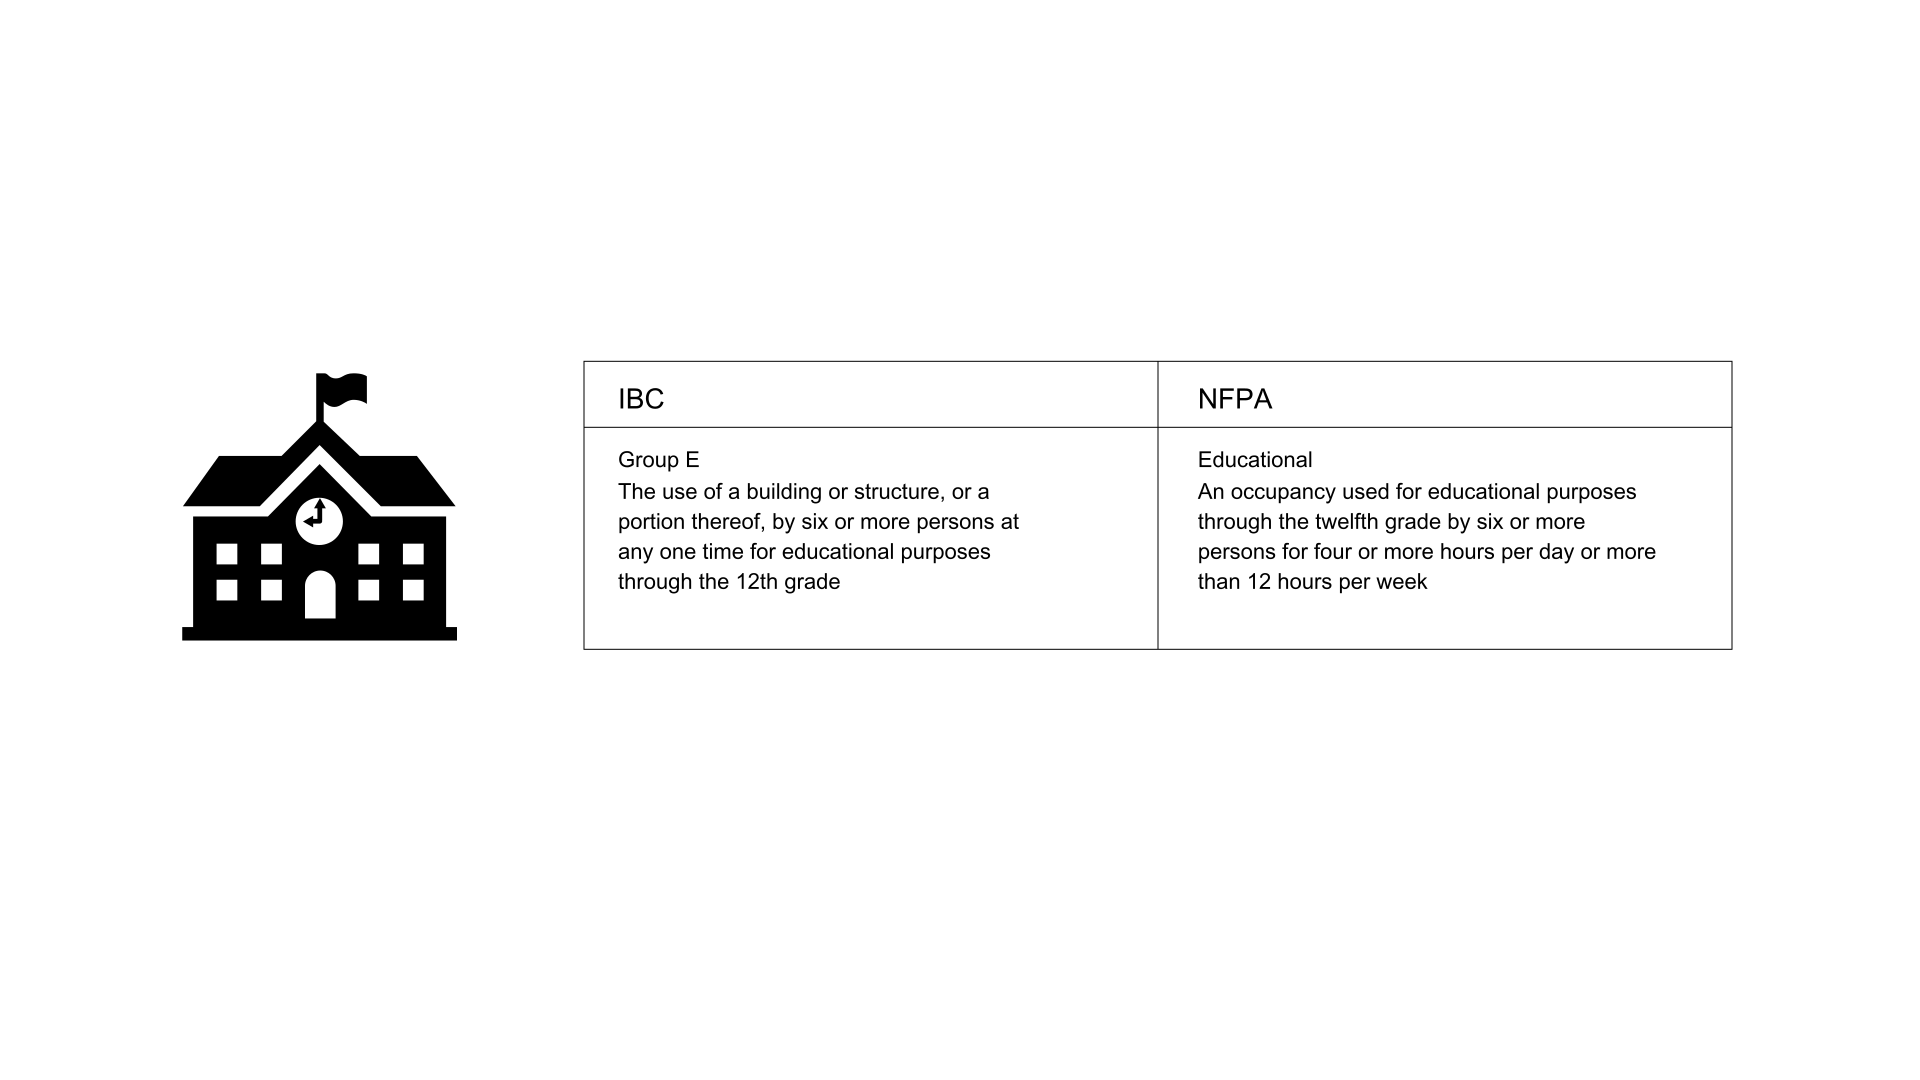 IBC
Group E
The use of a building or structure, or a
portion thereof, by six or more persons at
any one time for educational purposes
through the 12th grade
NFPA
Educational
An occupancy used for educational purposes
through the twelfth grade by six or more
persons for four or more hours per day or more
than 12 hours per week